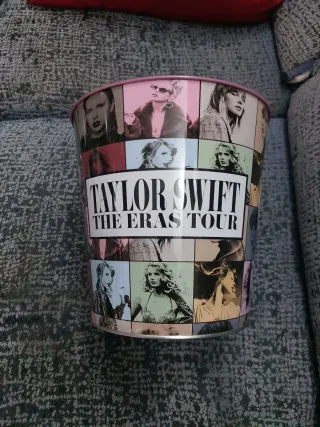 TAYLOR SWIFT
THE ERAS TOUR